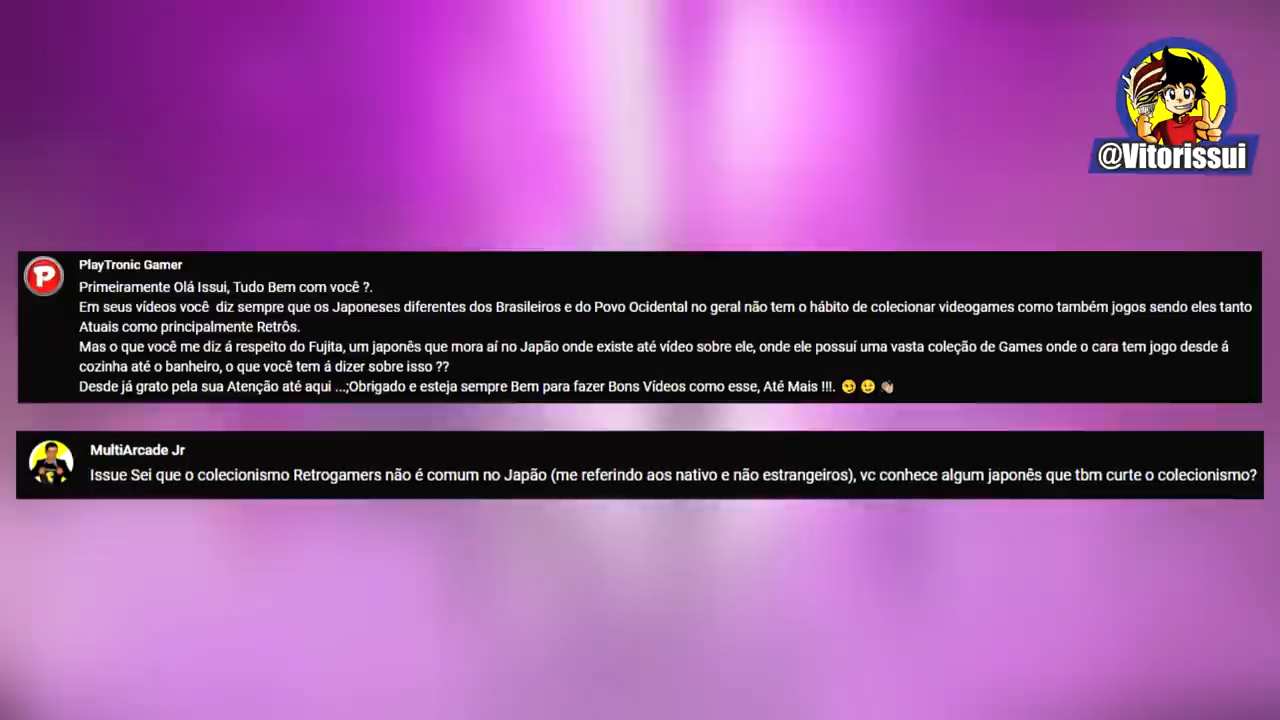 @Vitorissui
PlayTronic Gamer
Primeiramente Olá Issui, Tudo Bem com você ?.
Em seus vídeos você diz sempre que os Japoneses diferentes dos Brasileiros e do Povo Ocidental no geral não tem o hábito de colecionar videogames como também jogos sendo eles tanto
Atuais como principalmente Retrôs.
Mas o que você me diz á respeito do Fujita, um japonês que mora aí no Japão onde existe até vídeo sobre ele, onde ele possuí uma vasta coleção de Games onde o cara tem jogo desde á
cozinha até o banheiro, o que você tem á dizer sobre isso ??
Desde já grato pela sua Atenção até aqui ...;Obrigado e esteja sempre Bem para fazer Bons Vídeos como esse, Até Mais !!!. 😏 😉 👏🏽
MultiArcade Jr
Issue Sei que o colecionismo Retrogamers não é comum no Japão (me referindo aos nativo e não estrangeiros), vc conhece algum japonês que tbm curte o colecionismo?